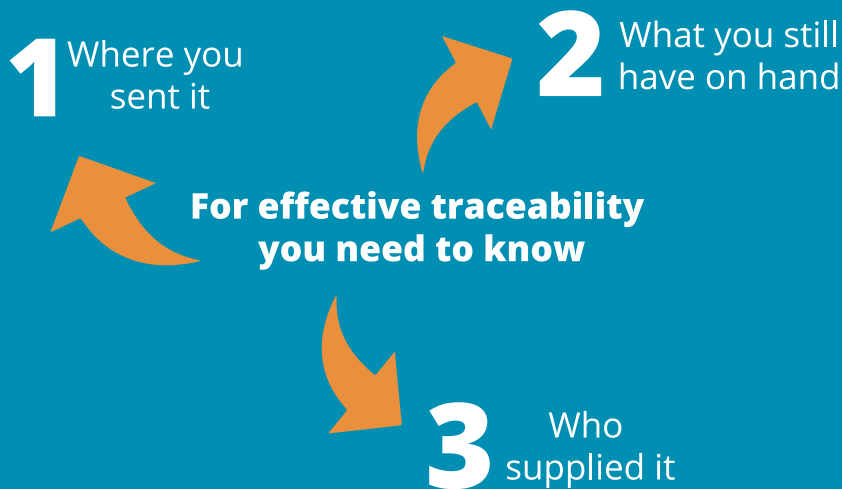 1 Where you
sent it
2 What you still
have on hand
For effective traceability
you need to know
3 Who
supplied it